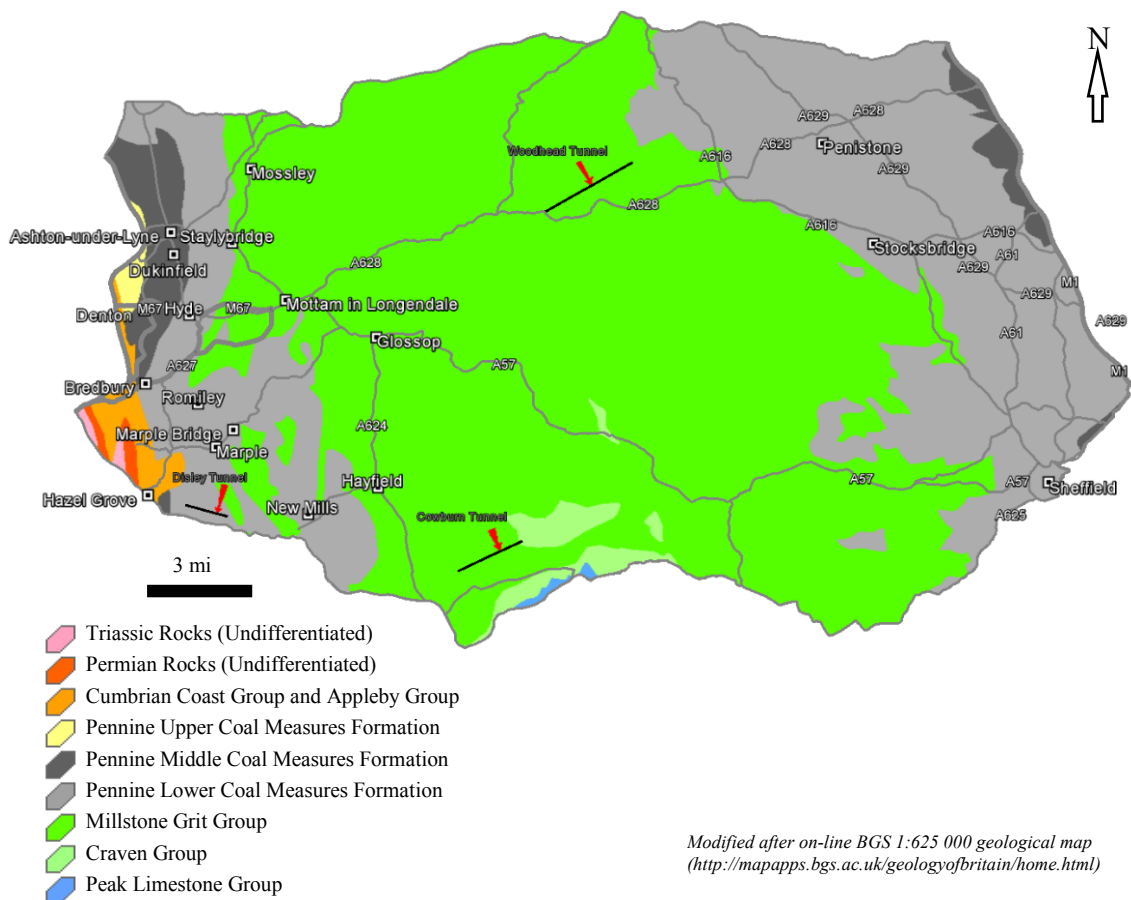 N
A629
A628
Woodhead Tunnel
A628
Penistone
A616
A629
Mossley
A628
Ashton-under-Lyne
Staylybridge
A616
A616
Dukinfield
A628
Stocksbridge
A61
A629
M1
Denton
M67
Hyde
M67
Mottam in Longendale
A629
A629
A61
Glossop
A57
M1
Bredbury
A627
Romiley
Marple Bridge
Marple
A624
Disley Tunnel
Hazel Grove
New Mills
Hayfield
A57
A57
Sheffield
Cowburn Tunnel
A625
3 mi
Triassic Rocks (Undifferentiated)
Permian Rocks (Undifferentiated)
Cumbrian Coast Group and Appleby Group
Pennine Upper Coal Measures Formation
Pennine Middle Coal Measures Formation
Pennine Lower Coal Measures Formation
Millstone Grit Group
Craven Group
Peak Limestone Group
Modified after on-line BGS 1:625 000 geological map
(http://mapapps.bgs.ac.uk/geologyofbritain/home.html)